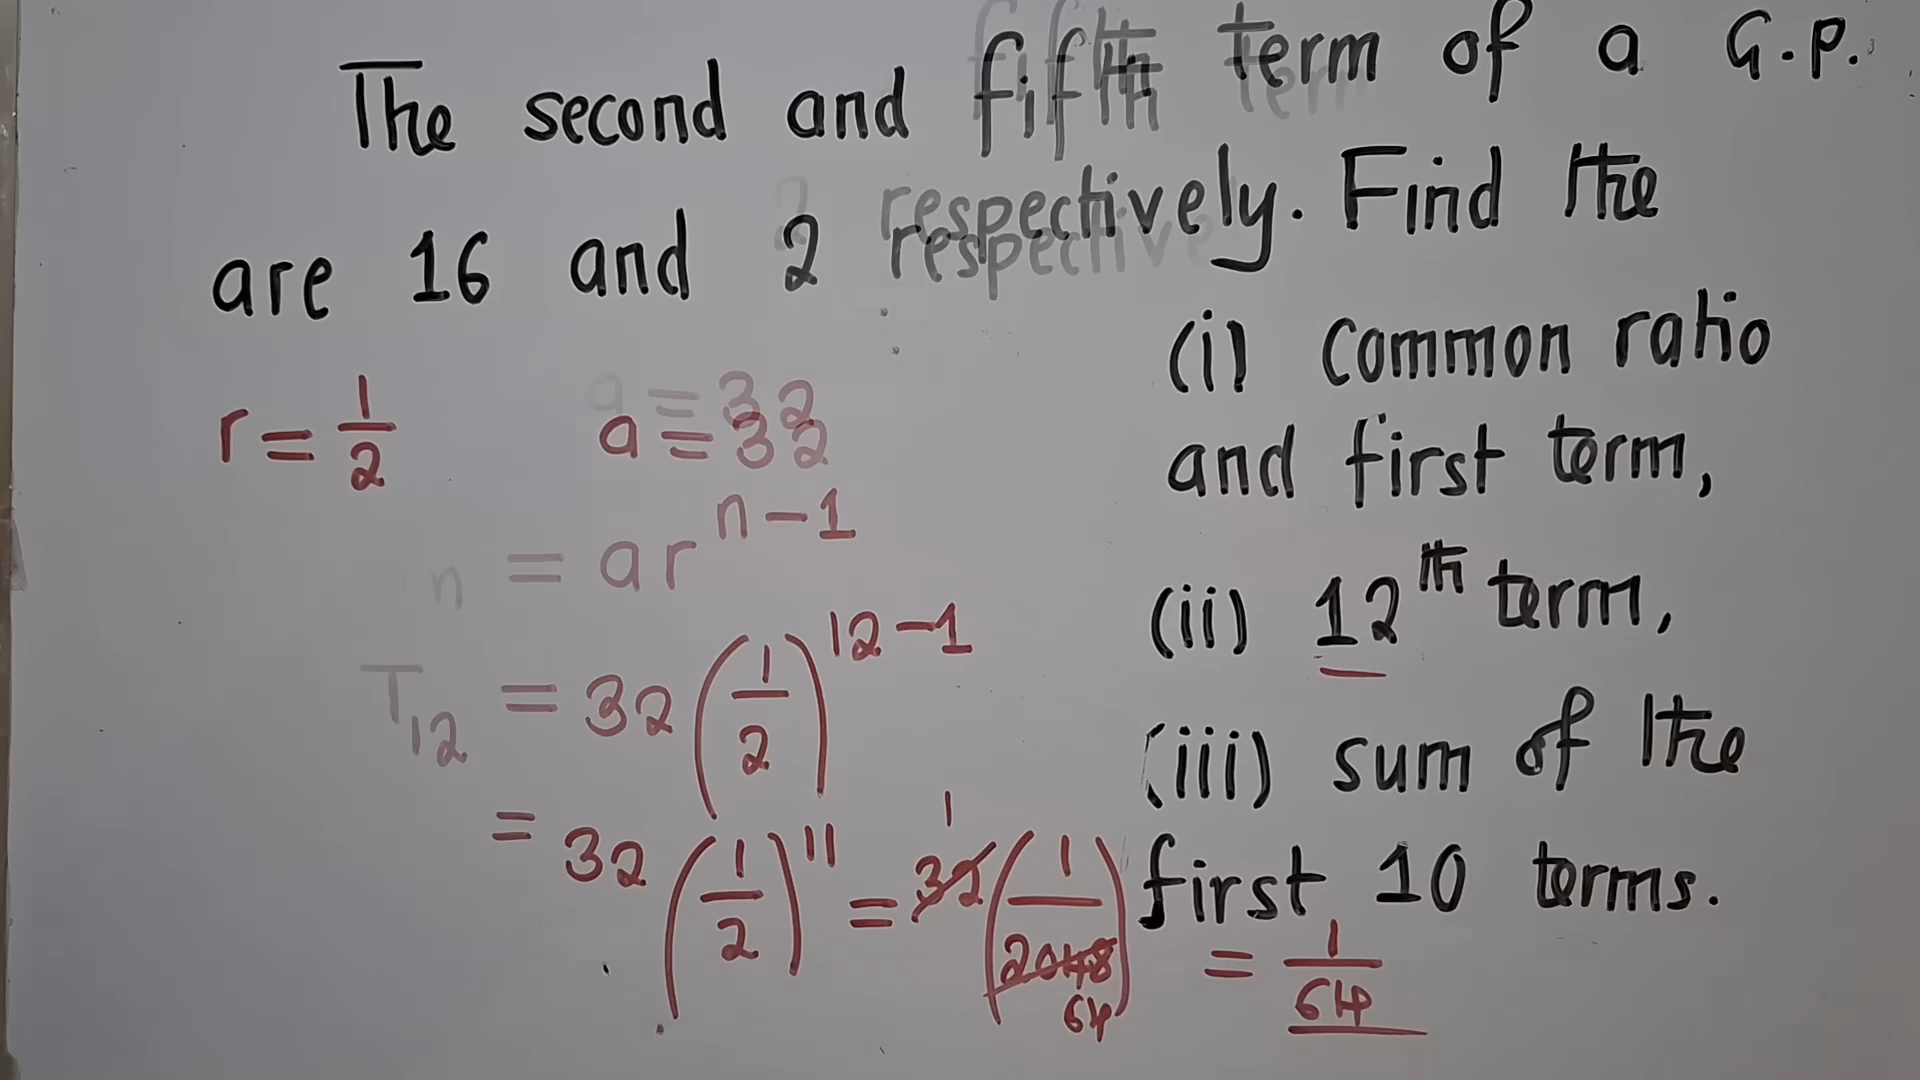 The second and fifth term of a G.P.
are 16 and 2 respectively. Find the
(i) common ratio
and first term,
(ii) 12th term,
(iii) sum of the
first 10 terms.
r = 1/2 a = 32
n = ar^(n-1)
T12 = 32 (1/2)^(12-1)
= 32 (1/2)^11 = 32 (1/2048) = 1/64
1
64